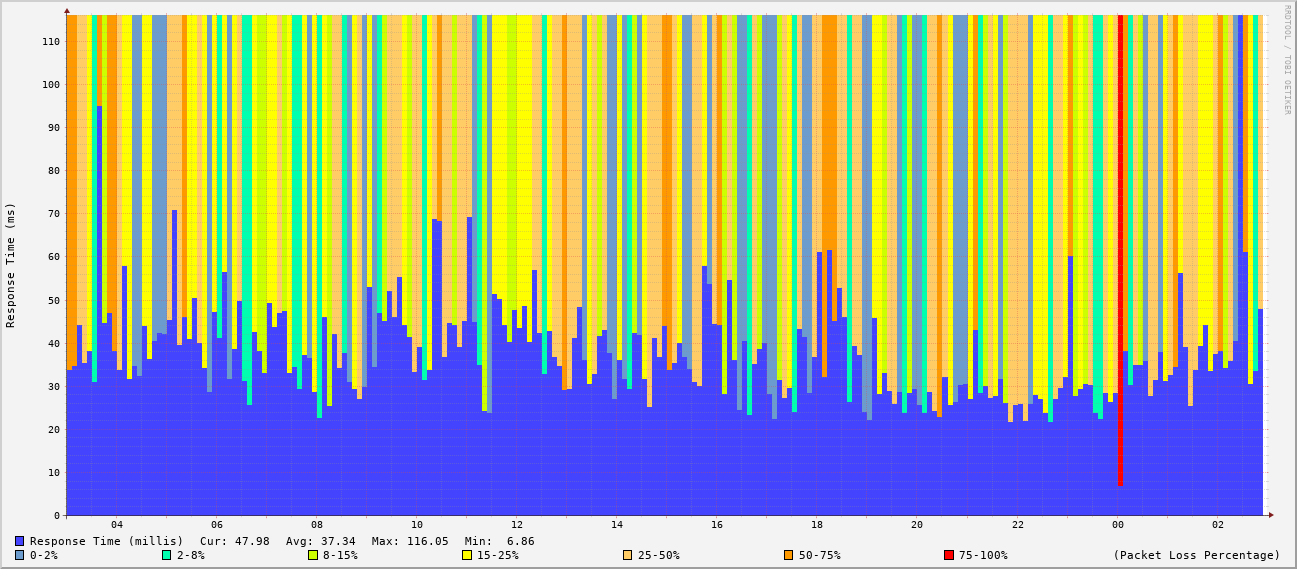 RRDTOOL / TOBI OETIKER
Response Time (ms)
110
100
90
80
70
60
50
40
30
20
10
0
04 06 08 10 12 14 16 18 20 22 00 02
Response Time (millis) Cur: 47.98 Avg: 37.34 Max: 116.05 Min: 6.86
0-2% 2-8% 8-15% 15-25% 25-50% 50-75% 75-100% (Packet Loss Percentage)